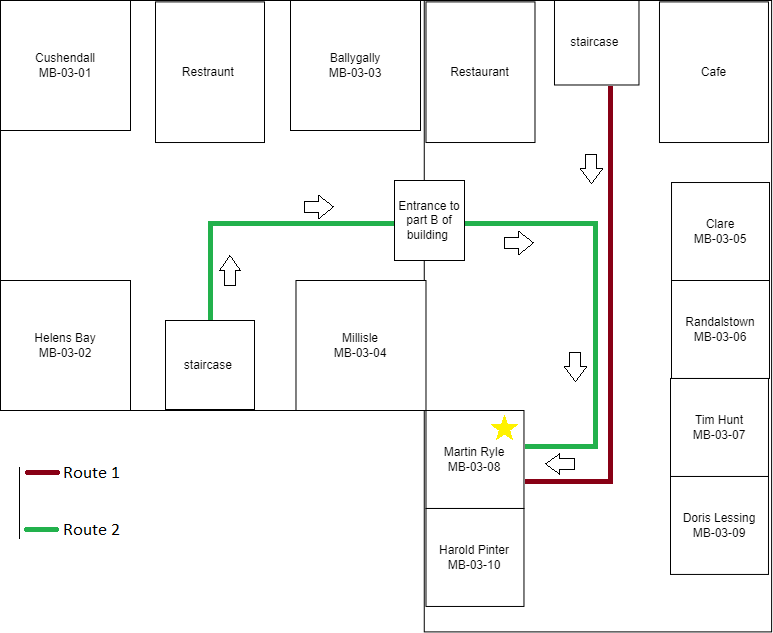 Cushendall
MB-03-01
Restraunt
Ballygally
MB-03-03
Restaurant
staircase
Cafe
Entrance to
part B of
building
Clare
MB-03-05
Helens Bay
MB-03-02
staircase
Millisle
MB-03-04
Randalstown
MB-03-06
Tim Hunt
MB-03-07
Martin Ryle
MB-03-08
Doris Lessing
MB-03-09
Harold Pinter
MB-03-10
Route 1
Route 2